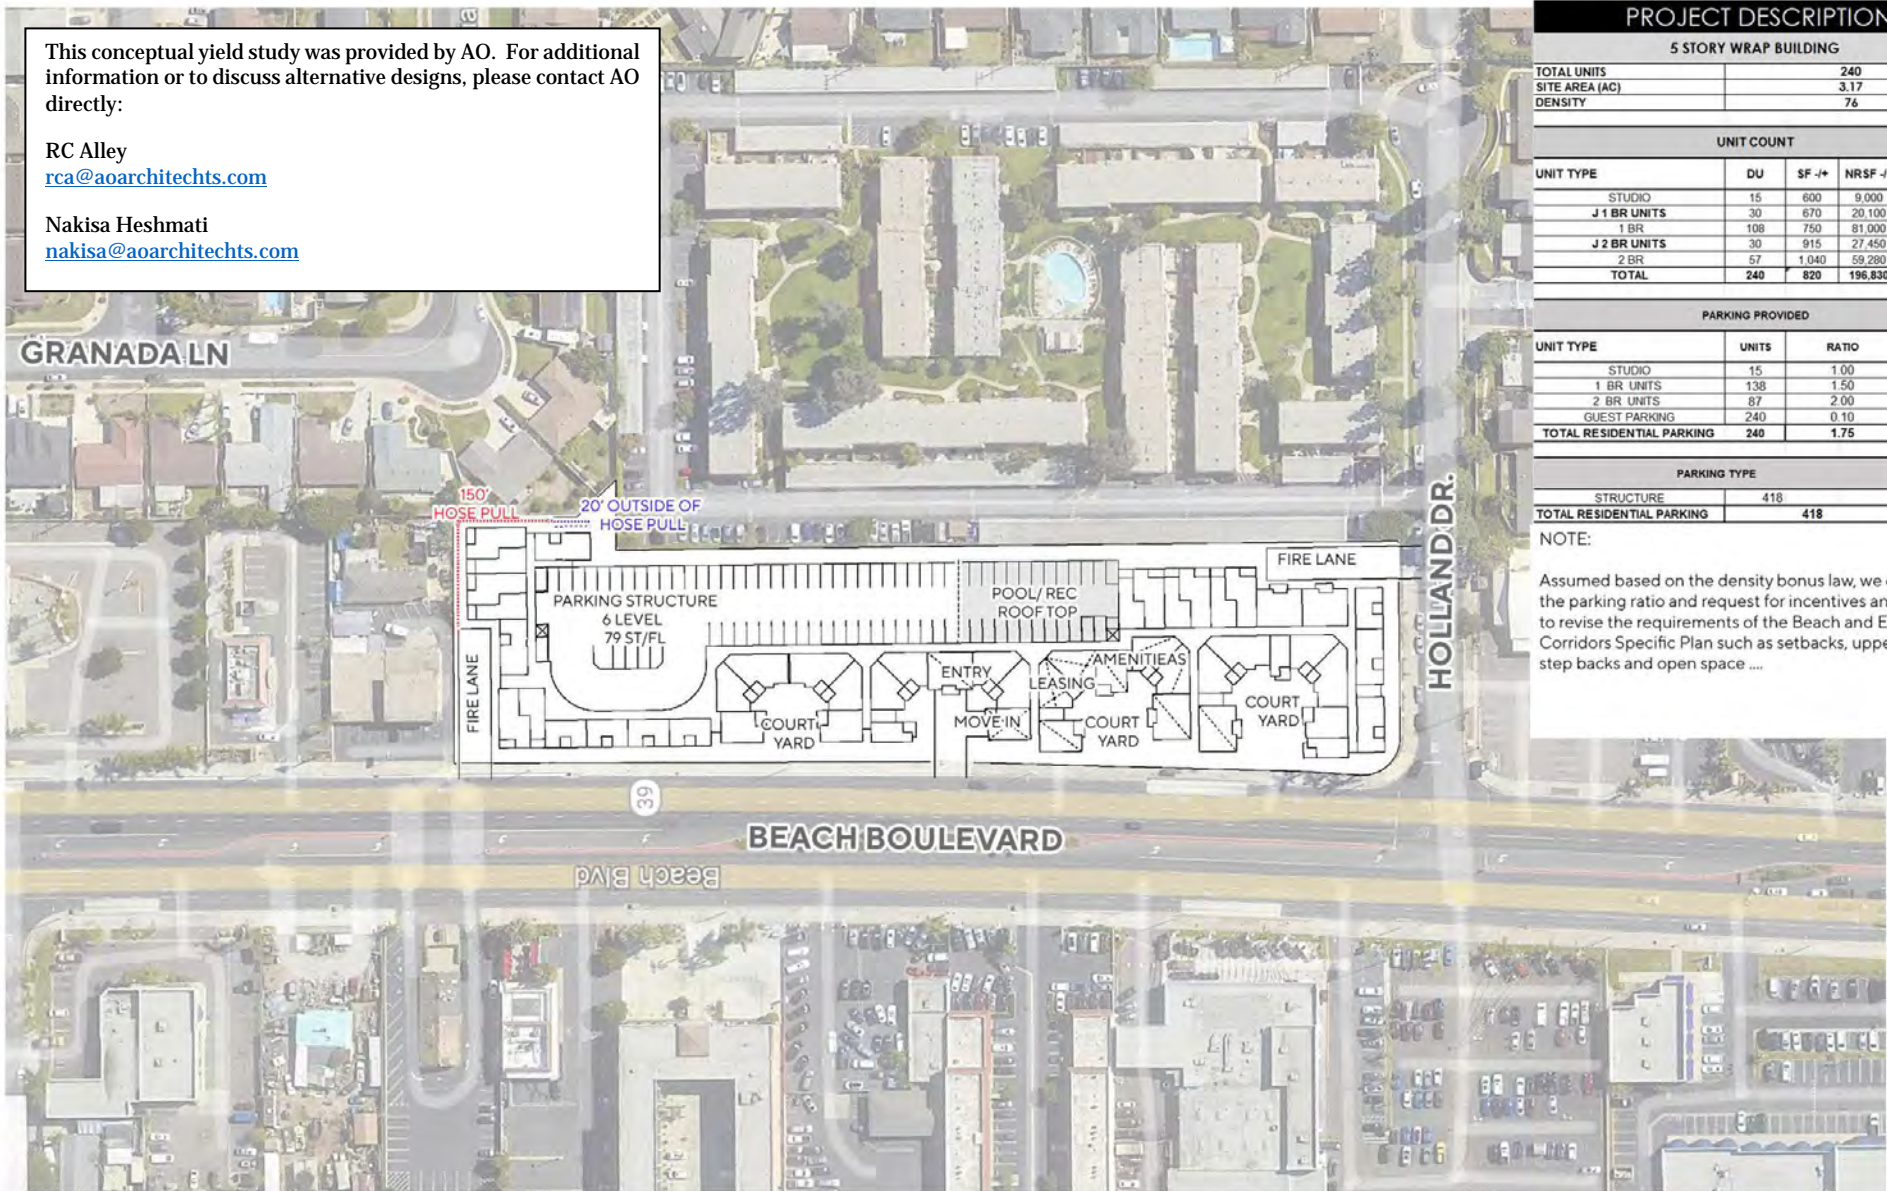 This conceptual yield study was provided by AO. For additional
information or to discuss alternative designs, please contact AO
directly:
RC Alley
rca@aoarchitechts.com
Nakisa Heshmati
nakisa@aoarchitechts.com
PROJECT DESCRIPTION
5 STORY WRAP BUILDING
TOTAL UNITS 240
SITE AREA (AC) 3.17
DENSITY 76
UNIT COUNT
UNIT TYPE DU SF -/+ NRSF -/
STUDIO 15 600 9,000
J 1 BR UNITS 30 670 20,100
1 BR 108 750 81,000
J 2 BR UNITS 30 915 27,450
2 BR 57 1,040 59,280
TOTAL 240 820 196,830
PARKING PROVIDED
UNIT TYPE UNITS RATIO
STUDIO 15 1.00
1 BR UNITS 138 1.50
2 BR UNITS 87 2.00
GUEST PARKING 240 0.10
TOTAL RESIDENTIAL PARKING 240 1.75
PARKING TYPE
STRUCTURE 418
TOTAL RESIDENTIAL PARKING 418
NOTE:
Assumed based on the density bonus law, we
the parking ratio and request for incentives an
to revise the requirements of the Beach and E
Corridors Specific Plan such as setbacks, uppe
step backs and open space ....
GRANADA LN
150'
HOSE PULL
20' OUTSIDE OF
HOSE PULL
FIRE LANE
HOLLAND DR.
PARKING STRUCTURE
6 LEVEL
79 ST/FL
POOL/ REC
ROOF TOP
FIRE LANE
ENTRY
LEASING
AMENITIEAS
MOVE-IN
COURT
YARD
COURT
YARD
COURT
YARD
39
BEACH BOULEVARD
Beach Blvd